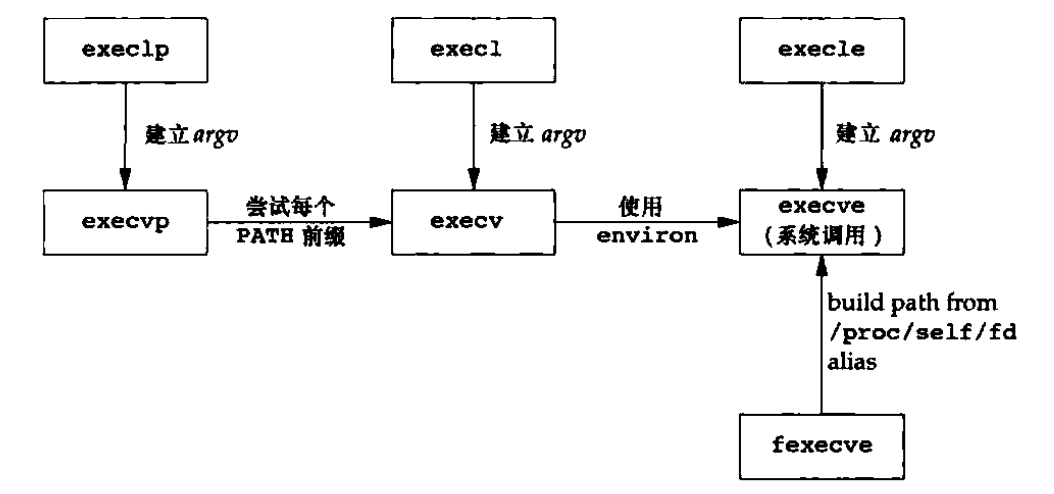 execlp
execl
execle
建立 argv
建立 argv
建立 argv
execvp
尝试每个
PATH 前缀
execv
使用
environ
execve
(系统调用)
build path from
/proc/self/fd
alias
fexecve